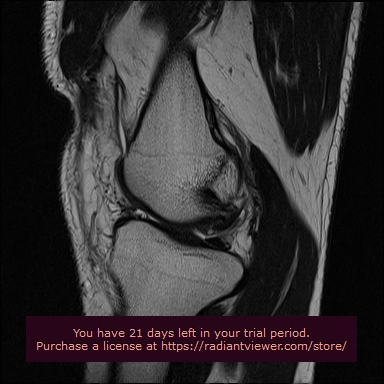 You have 21 days left in your trial period.
Purchase a license at https://radiantviewer.com/store/